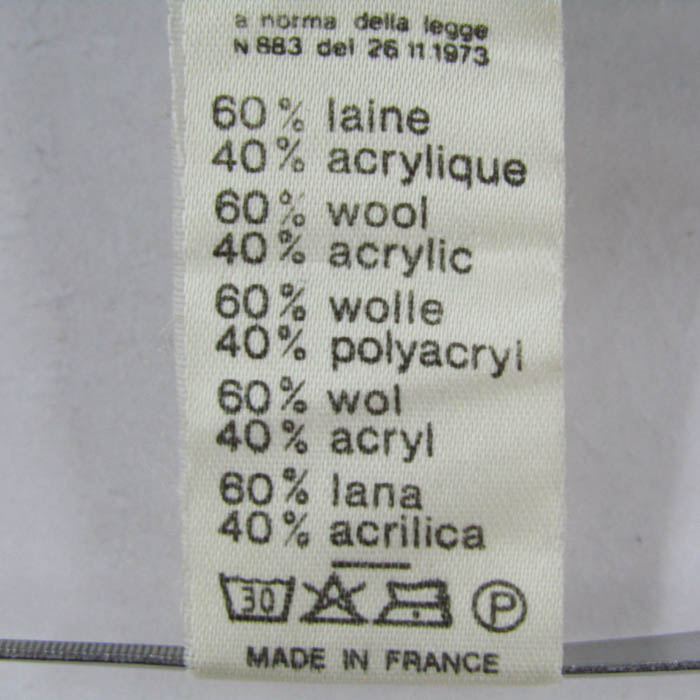 a norma della legge
N 883 del 26 11 1973
60% laine
40% acrylique
60% wool
40% acrylic
60% wolle
40% polyacryl
60% wol
40% acryl
60% lana
40% acrilica
30 P
MADE IN FRANCE